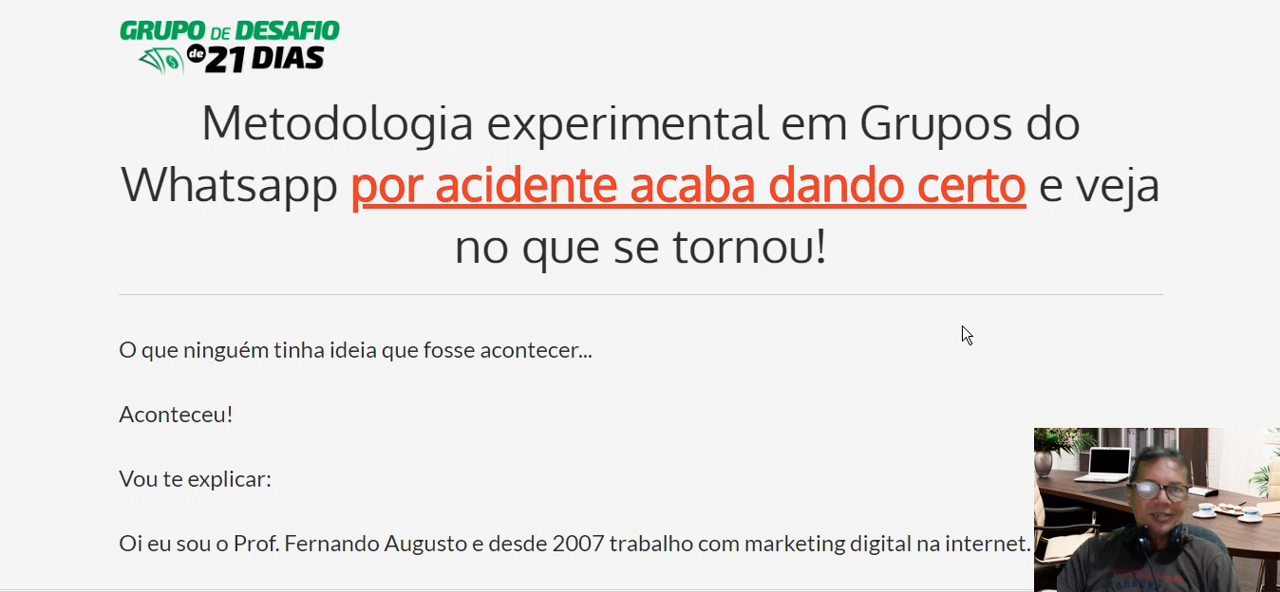 GRUPO DE DESAFIO
de 21 DIAS
Metodologia experimental em Grupos do
Whatsapp por acidente acaba dando certo e veja
no que se tornou!
O que ninguém tinha ideia que fosse acontecer...
Aconteceu!
Vou te explicar:
Oi eu sou o Prof. Fernando Augusto e desde 2007 trabalho com marketing digital na internet.